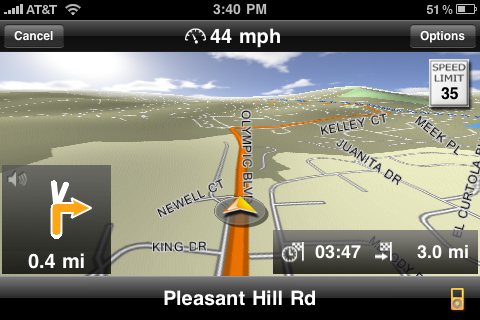 AT&T 3:40 PM 51%
Cancel 44 mph Options
SPEED
LIMIT
35
OLYMPIC BLV
KELLEY CT
MEEK PL
JUANITA DR
NEWELL CT
EL CURTOLA
KING DR
0.4 mi
03:47 3.0 mi
Pleasant Hill Rd